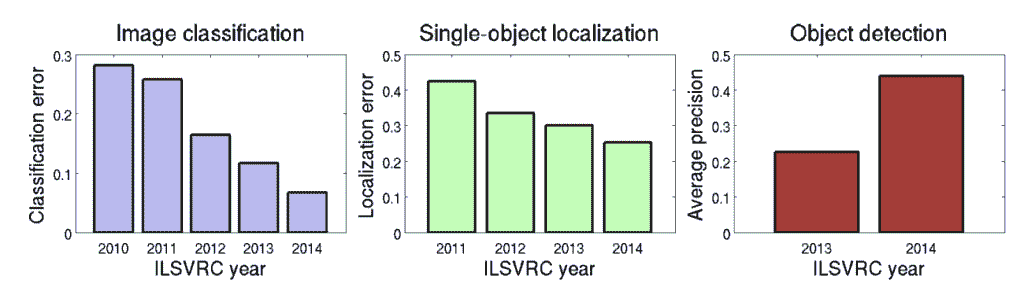 Image classification
Classification error
0.3
0.2
0.1
0
2010 2011 2012 2013 2014
ILSVRC year
Single-object localization
Localization error
0.5
0.4
0.3
0.2
0.1
0
2011 2012 2013 2014
ILSVRC year
Object detection
Average precision
0.5
0.4
0.3
0.2
0.1
0
2013 2014
ILSVRC year